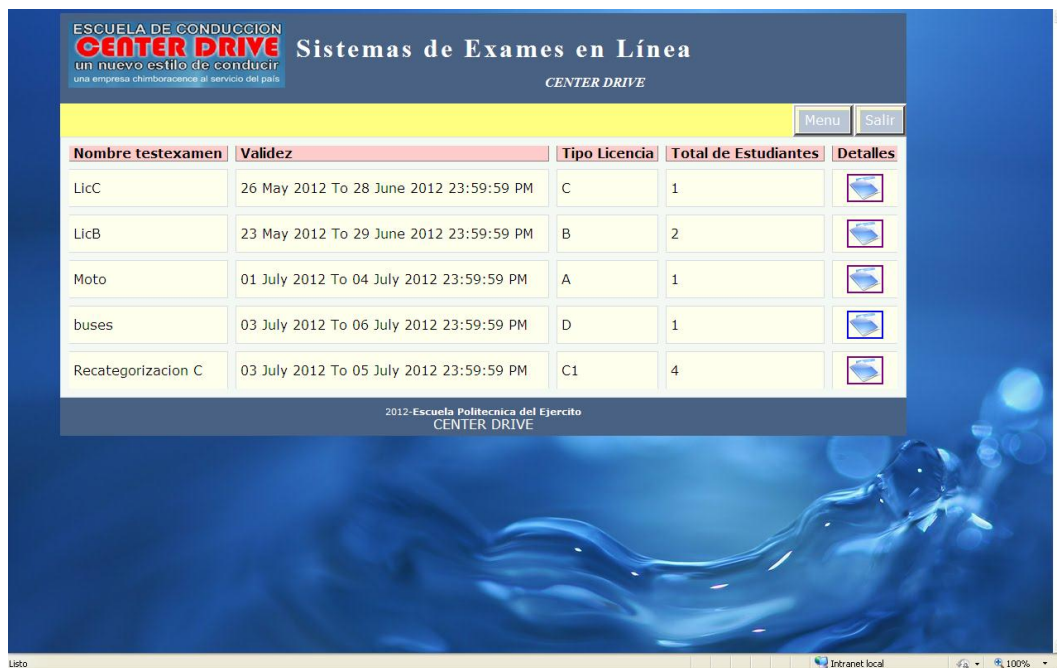 ESCUELA DE CONDUCCION
CENTER DRIVE
un nuevo estilo de conducir
una empresa chimboracence al servicio del país
Sistemas de Exames en Línea
CENTER DRIVE
Menu Salir
Nombre testexamen Validez Tipo Licencia Total de Estudiantes Detalles
LicC 26 May 2012 To 28 June 2012 23:59:59 PM C 1
LicB 23 May 2012 To 29 June 2012 23:59:59 PM B 2
Moto 01 July 2012 To 04 July 2012 23:59:59 PM A 1
buses 03 July 2012 To 06 July 2012 23:59:59 PM D 1
Recategorizacion C 03 July 2012 To 05 July 2012 23:59:59 PM C1 4
2012-Escuela Politecnica del Ejercito
CENTER DRIVE
Listo Intranet local 100%